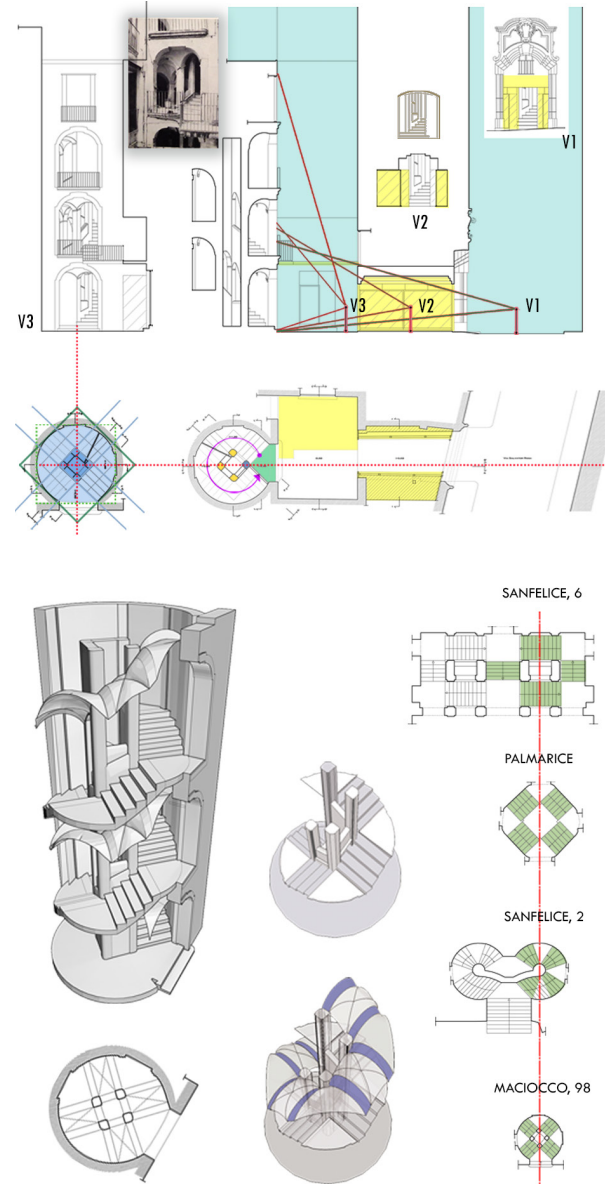 V1
V2
V3
V3
V2
V1
SANFELICE, 6
PALMARICE
SANFELICE, 2
MACIOCCO, 98